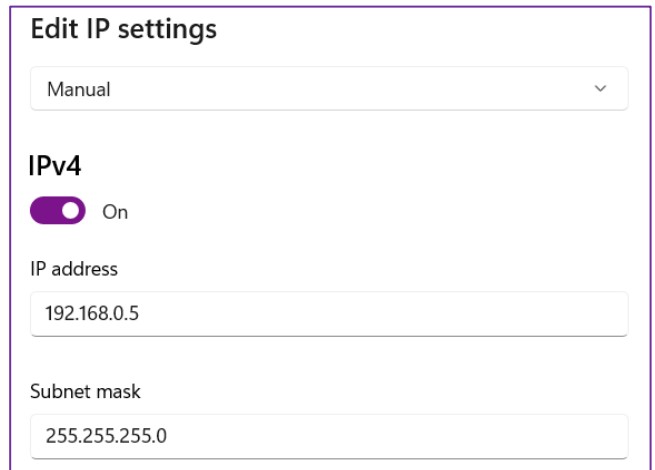 Edit IP settings
Manual
IPv4
On
IP address
192.168.0.5
Subnet mask
255.255.255.0